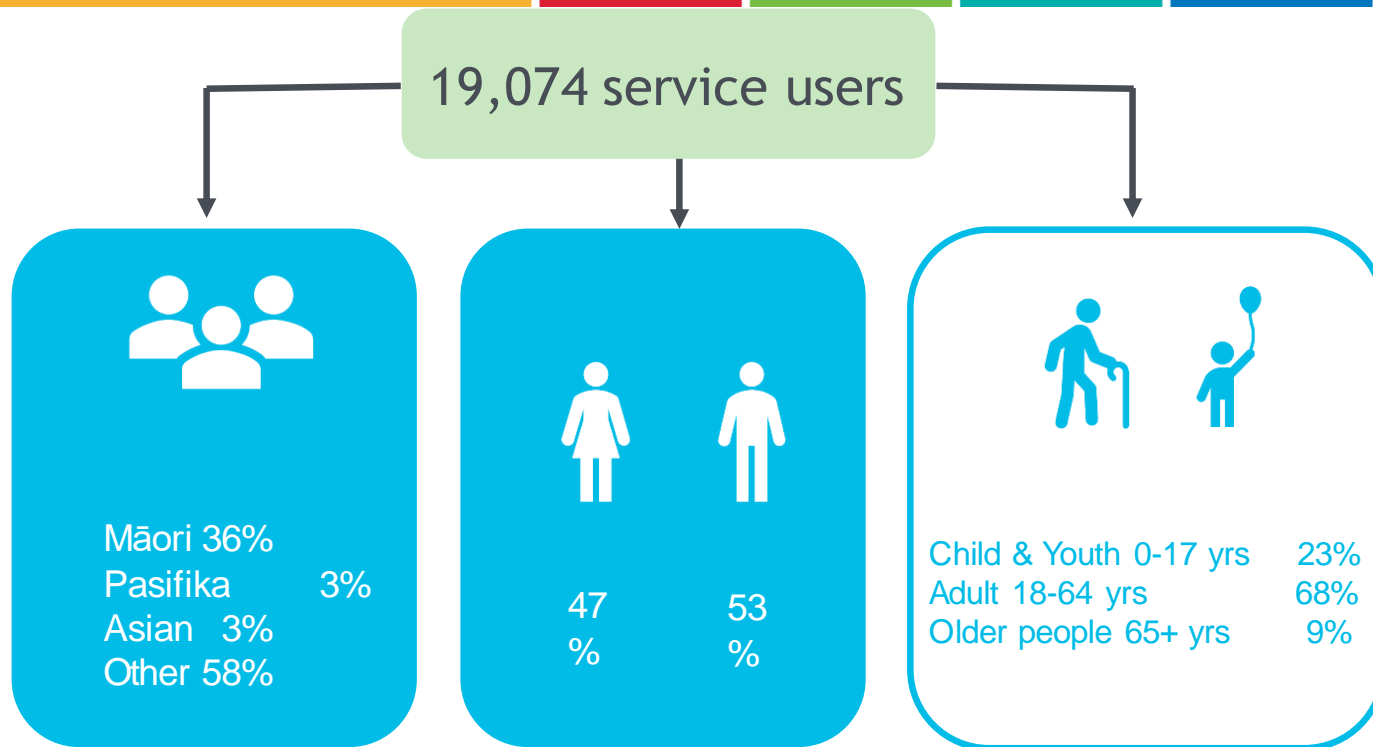 19,074 service users
Māori 36%
Pasifika 3%
Asian 3%
Other 58%
47
%
53
%
Child & Youth 0-17 yrs 23%
Adult 18-64 yrs 68%
Older people 65+ yrs 9%